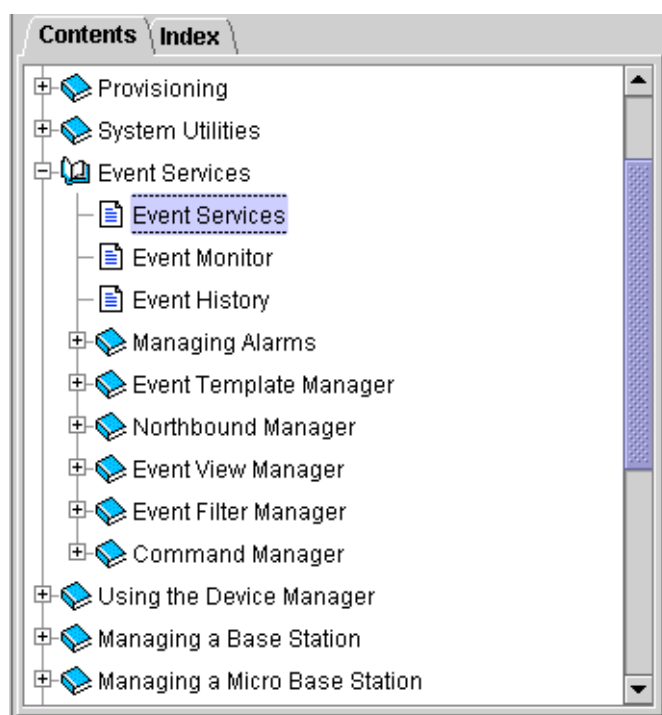 Contents Index
Provisioning
System Utilities
Event Services
Event Services
Event Monitor
Event History
Managing Alarms
Event Template Manager
Northbound Manager
Event View Manager
Event Filter Manager
Command Manager
Using the Device Manager
Managing a Base Station
Managing a Micro Base Station